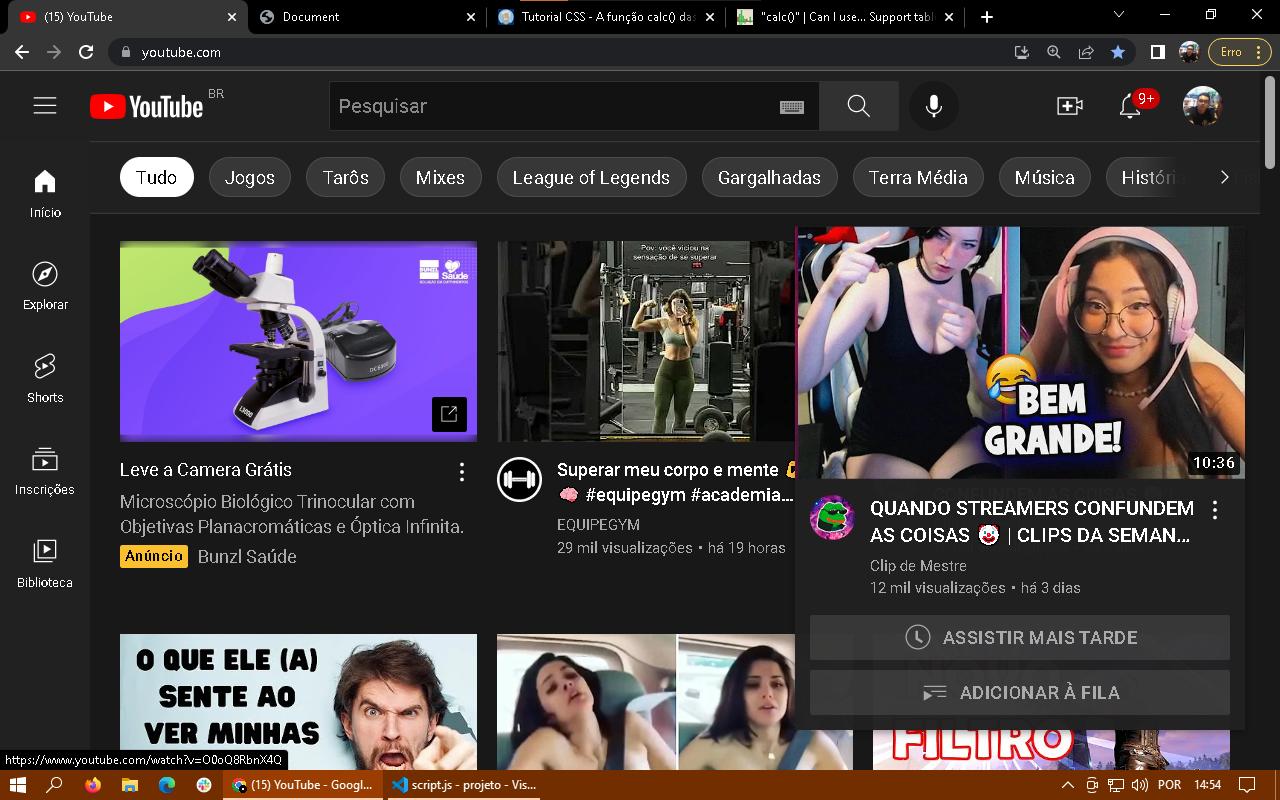 (15) YouTube
Document
Tutorial CSS - A função calc() das
"calc()" | Can I use... Support tabl
youtube.com
Erro
YouTube BR
Pesquisar
9+
Tudo
Jogos
Tarôs
Mixes
League of Legends
Gargalhadas
Terra Média
Música
História
Início
Explorar
Shorts
Inscrições
Biblioteca
BUNZL Saúde
Leve a Camera Grátis
Microscópio Biológico Trinocular com
Objetivas Planacromáticas e Óptica Infinita.
Anúncio Bunzl Saúde
Pov: você viciou na
sensação de se superar
Superar meu corpo e mente
#equipegym #academia...
EQUIPEGYM
29 mil visualizações • há 19 horas
BEM
GRANDE!
10:36
QUANDO STREAMERS CONFUNDEM
AS COISAS 🤡 | CLIPS DA SEMAN...
Clip de Mestre
12 mil visualizações • há 3 dias
ASSISTIR MAIS TARDE
ADICIONAR À FILA
O QUE ELE (A)
SENTE AO
VER MINHAS
FILTRO
https://www.youtube.com/watch?v=O0oQ8RbnX4Q
(15) YouTube - Googl...
script.js - projeto - Vis...
POR
14:54